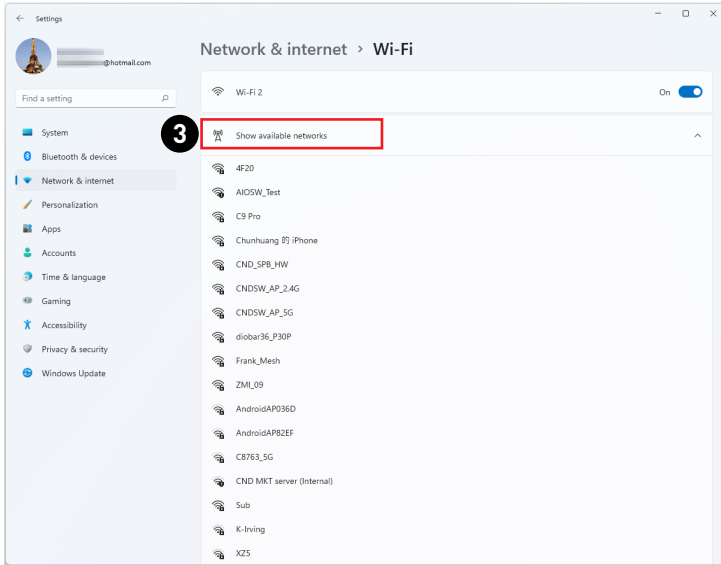 Settings
@hotmail.com
Find a setting
System
Bluetooth & devices
Network & internet
Personalization
Apps
Accounts
Time & language
Gaming
Accessibility
Privacy & security
Windows Update
Network & internet > Wi-Fi
Wi-Fi 2
On
3
Show available networks
4F20
AIOSW_Test
C9 Pro
Chunhuang 的 iPhone
CND_SPB_HW
CNDSW_AP_2.4G
CNDSW_AP_5G
diobar36_P30P
Frank_Mesh
ZMI_09
AndroidAP036D
AndroidAP82EF
C8763_5G
CND MKT server (Internal)
Sub
K-Irving
XZ5